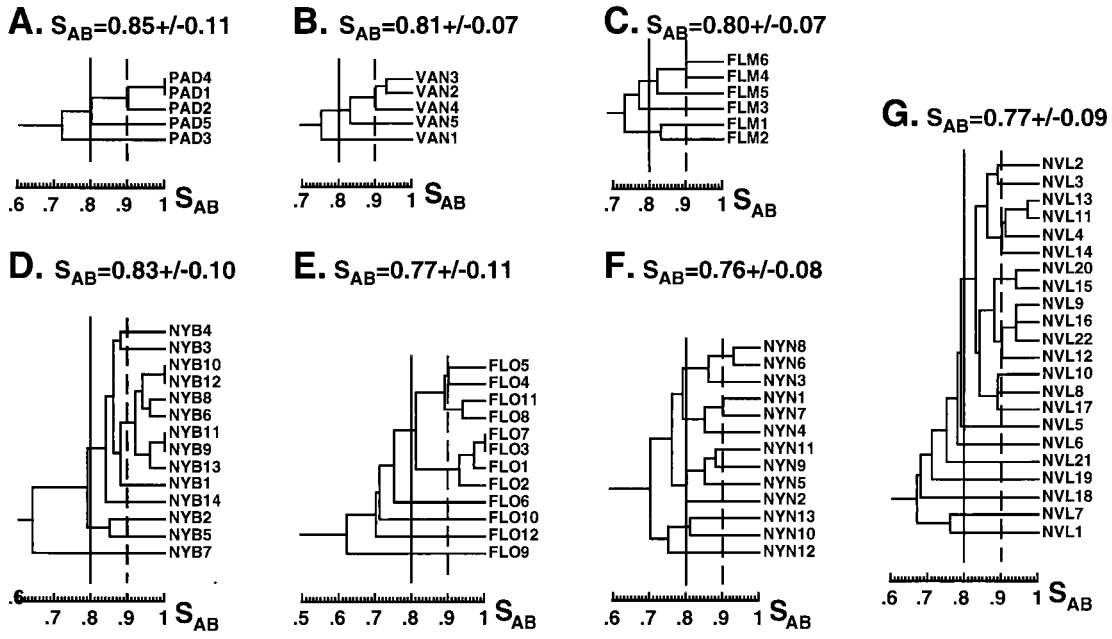 A. SAB=0.85+/-0.11
PAD4
PAD1
PAD2
PAD5
PAD3
.6 .7 .8 .9 1 SAB
B. SAB=0.81+/-0.07
VAN3
VAN2
VAN4
VAN5
VAN1
.6 .7 .8 .9 1 SAB
C. SAB=0.80+/-0.07
FLM6
FLM4
FLM5
FLM3
FLM1
FLM2
.7 .8 .9 1 SAB
D. SAB=0.83+/-0.10
NYB4
NYB3
NYB10
NYB12
NYB8
NYB6
NYB11
NYB9
NYB13
NYB1
NYB14
NYB2
NYB5
NYB7
.6 .7 .8 .9 1 SAB
E. SAB=0.77+/-0.11
FLO5
FLO4
FLO11
FLO8
FLO7
FLO3
FLO1
FLO2
FLO6
FLO10
FLO12
FLO9
.5 .6 .7 .8 .9 1 SAB
F. SAB=0.76+/-0.08
NYN8
NYN6
NYN3
NYN1
NYN7
NYN4
NYN11
NYN9
NYN5
NYN2
NYN13
NYN10
NYN12
.6 .7 .8 .9 1 SAB
G. SAB=0.77+/-0.09
NVL2
NVL3
NVL13
NVL11
NVL4
NVL14
NVL20
NVL15
NVL9
NVL16
NVL22
NVL12
NVL10
NVL8
NVL17
NVL5
NVL6
NVL21
NVL19
NVL18
NVL7
NVL1
.6 .7 .8 .9 1 SAB